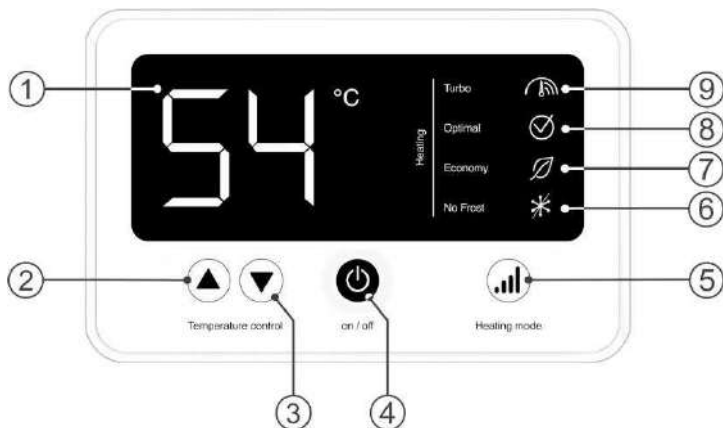 1
54 °C
Heating
Turbo
9
Optimal
8
Economy
7
No Frost
6
2
5
Temperature control
on / off
Heating mode
3
4